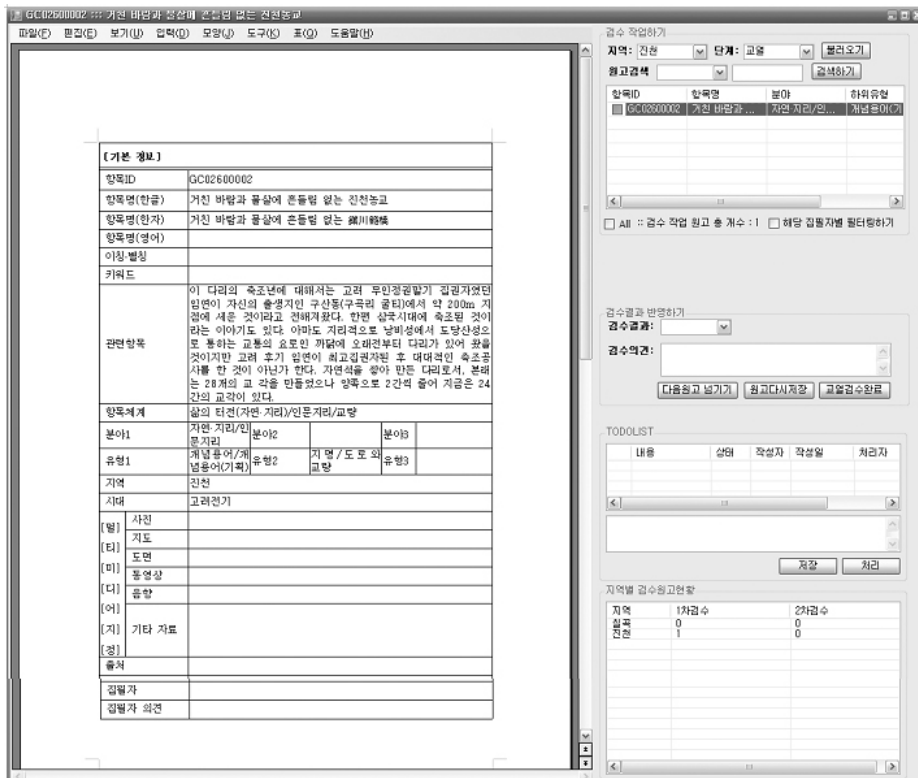 GC02600002 ::: 거친 바람과 물살에 흔들림 없는 진천농교
파일(F) 편집(E) 보기(U) 입력(D) 모양(J) 도구(K) 표(Q) 도움말(H)
[기본 정보]
항목ID GC02600002
항목명(한글) 거친 바람과 물살에 흔들림 없는 진천농교
항목명(한자) 거친 바람과 물살에 흔들림 없는
항목명(영어)
이칭·별칭
키워드
관련항목
이 다리의 축조년에 대해서는 고려 무인정권말기 집권자였던
임연이 자신의 출생지인 구산동(구곡리 굴티)에서 약 200m 지
점에 세운 것이라고 전해져왔다. 한편 삼국시대에 축조된 것이
라는 이야기도 있다. 아마도 지리적으로 낭비성에서 도당산성으
로 통하는 교통의 요로인 까닭에 오래전부터 다리가 있어 왔을
것이지만 고려 후기 임연이 최고집권자된 후 대대적인 축조공
사를 한 것이 아닌가 한다. 자연석을 쌓아 만든 다리로서, 본래
는 28개의 교 각을 만들었으나 양쪽으로 2간씩 줄어 지금은 24
간의 교각이 있다.
항목체계 삶의 터전(자연·지리)/인문지리/교량
분야1 자연·지리/인문지리 분야2 분야3
유형1 개념용어/개념용어(기획) 유형2 지명/도로와 교량 유형3
지역 진천
시대 고려전기
[멀]
[티]
[미]
[디]
[어]
[지]
[정]
사진
지도
도면
동영상
음향
기타 자료
출처
집필자
집필자 의견
검수 작업하기
지역: 진천 단계: 교열 불러오기
원고검색 검색하기
항목ID 항목명 분야 하위유형
GC02600002 거친 바람과 ... 자연·지리/인... 개념용어(기
All :: 검수 작업 원고 총 개수 : 1 해당 집필자별 필터링하기
검수결과 반영하기
검수결과:
검수의견:
다음원고 넘기기 원고다시저장 교열검수완료
TODOLIST
내용 상태 작성자 작성일 처리자
저장 처리
지역별 검수원고현황
지역 1차검수 2차검수
칠곡 0 0
진천 1 0